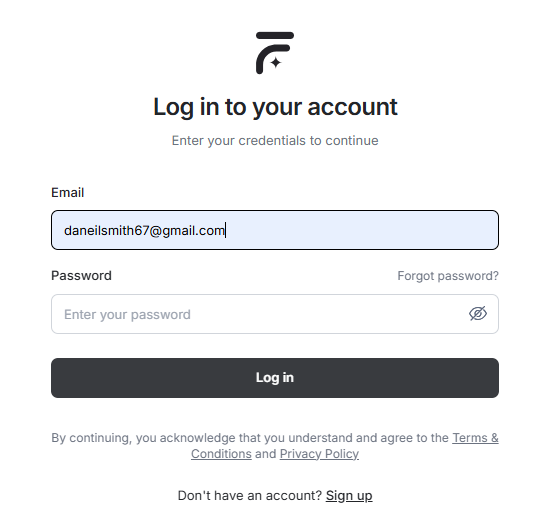 Log in to your account
Enter your credentials to continue
Email
daneilsmith67@gmail.com
Password Forgot password?
Enter your password
Log in
By continuing, you acknowledge that you understand and agree to the Terms &
Conditions and Privacy Policy
Don't have an account? Sign up